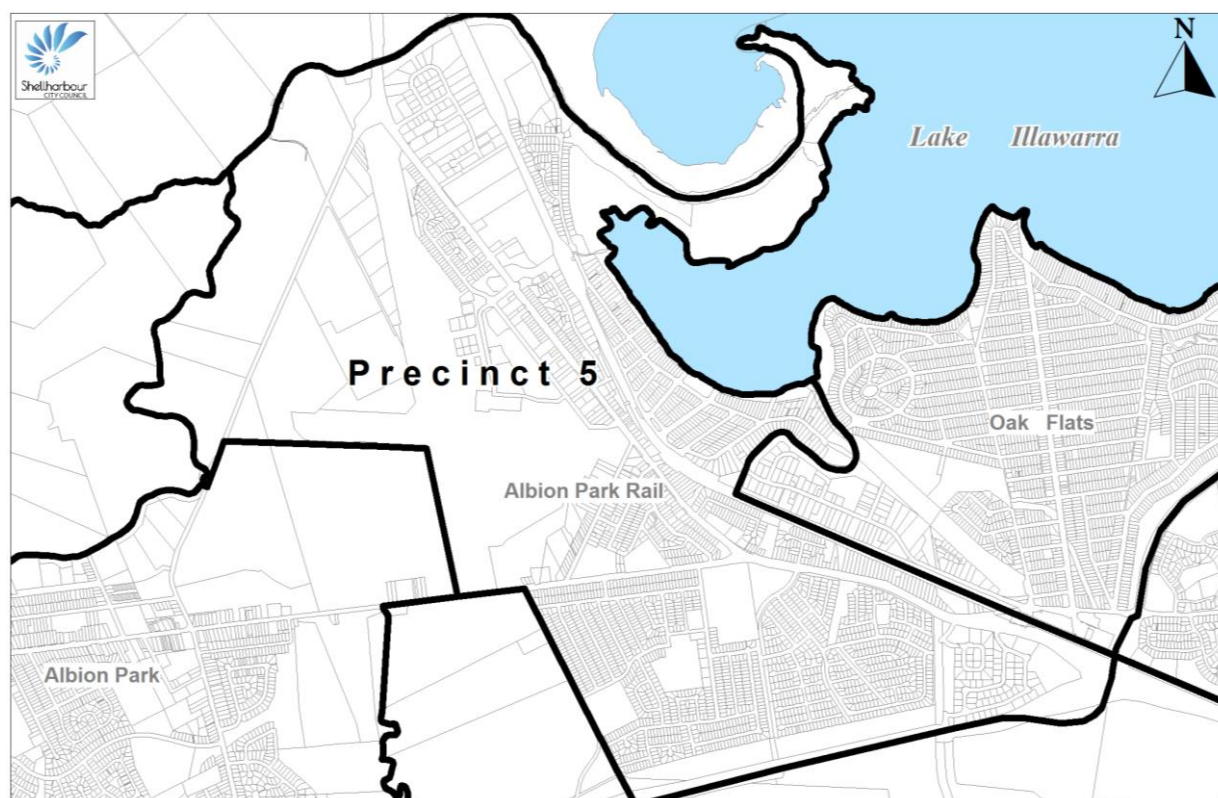 Shellharbour
CITY COUNCIL
N
Lake Illawarra
Precinct 5
Oak Flats
Albion Park Rail
Albion Park